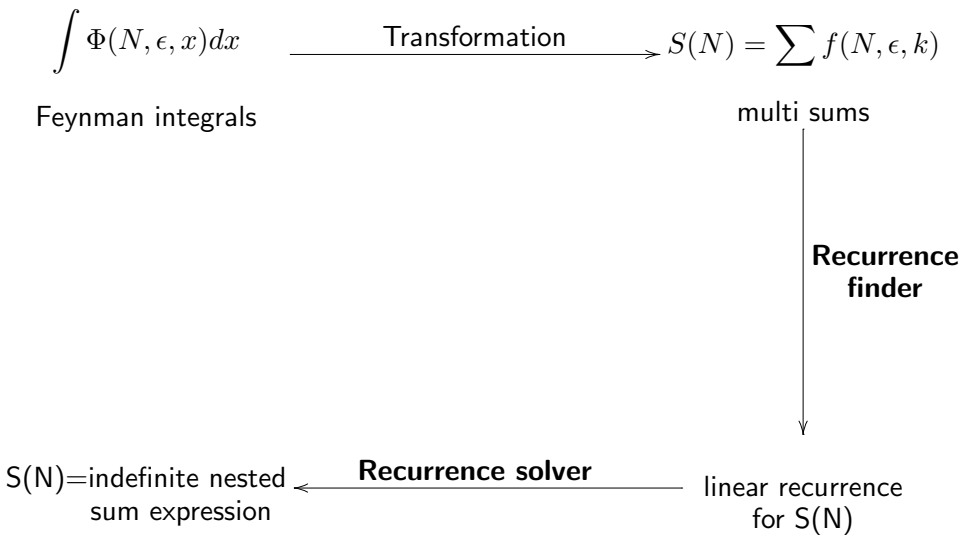 ∫ Φ(N, ϵ, x)dx
Transformation
S(N) = ∑ f(N, ϵ, k)
Feynman integrals
multi sums
Recurrence
finder
S(N)=indefinite nested
sum expression
Recurrence solver
linear recurrence
for S(N)